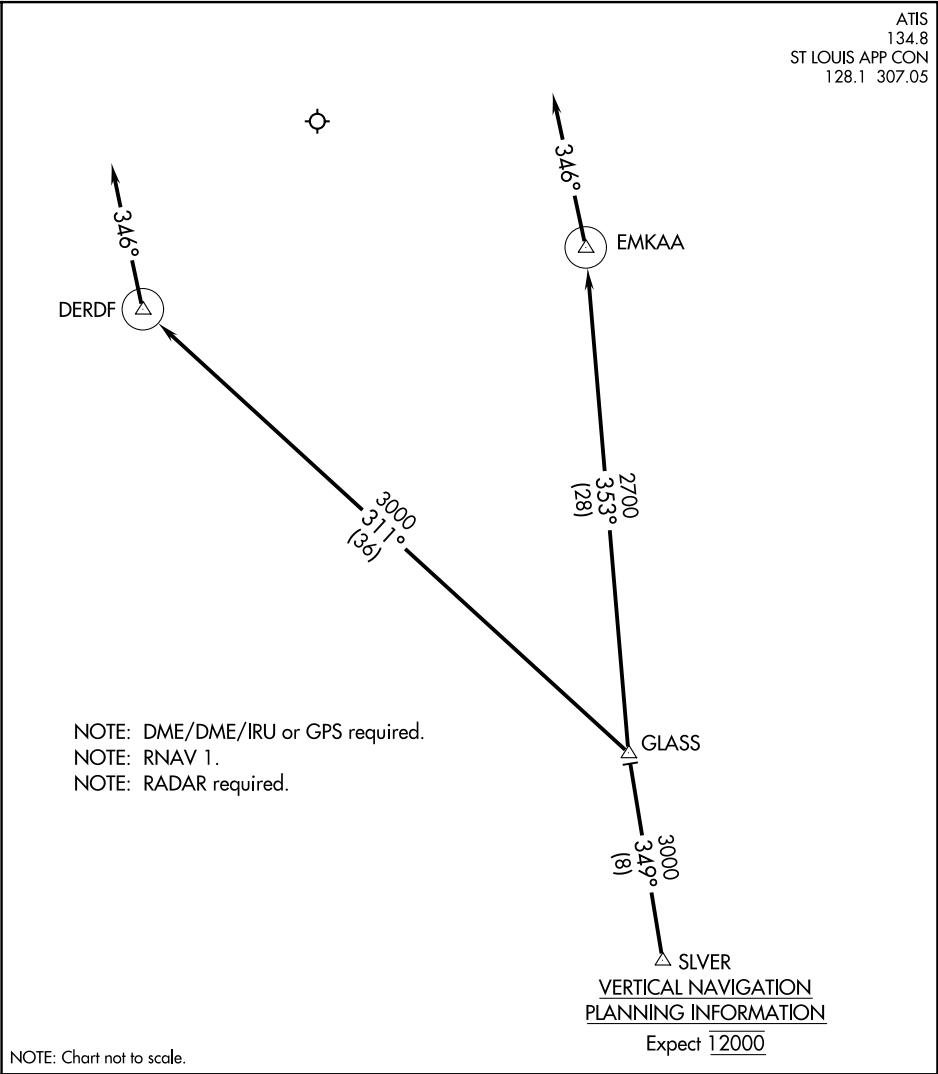 ATIS
134.8
ST LOUIS APP CON
128.1 307.05
346°
346°
EMKAA
DERDF
2700
353°
(28)
3000
311°
(36)
NOTE: DME/DME/IRU or GPS required.
NOTE: RNAV 1.
NOTE: RADAR required.
GLASS
3000
349°
(8)
SLVER
VERTICAL NAVIGATION
PLANNING INFORMATION
Expect 12000
NOTE: Chart not to scale.